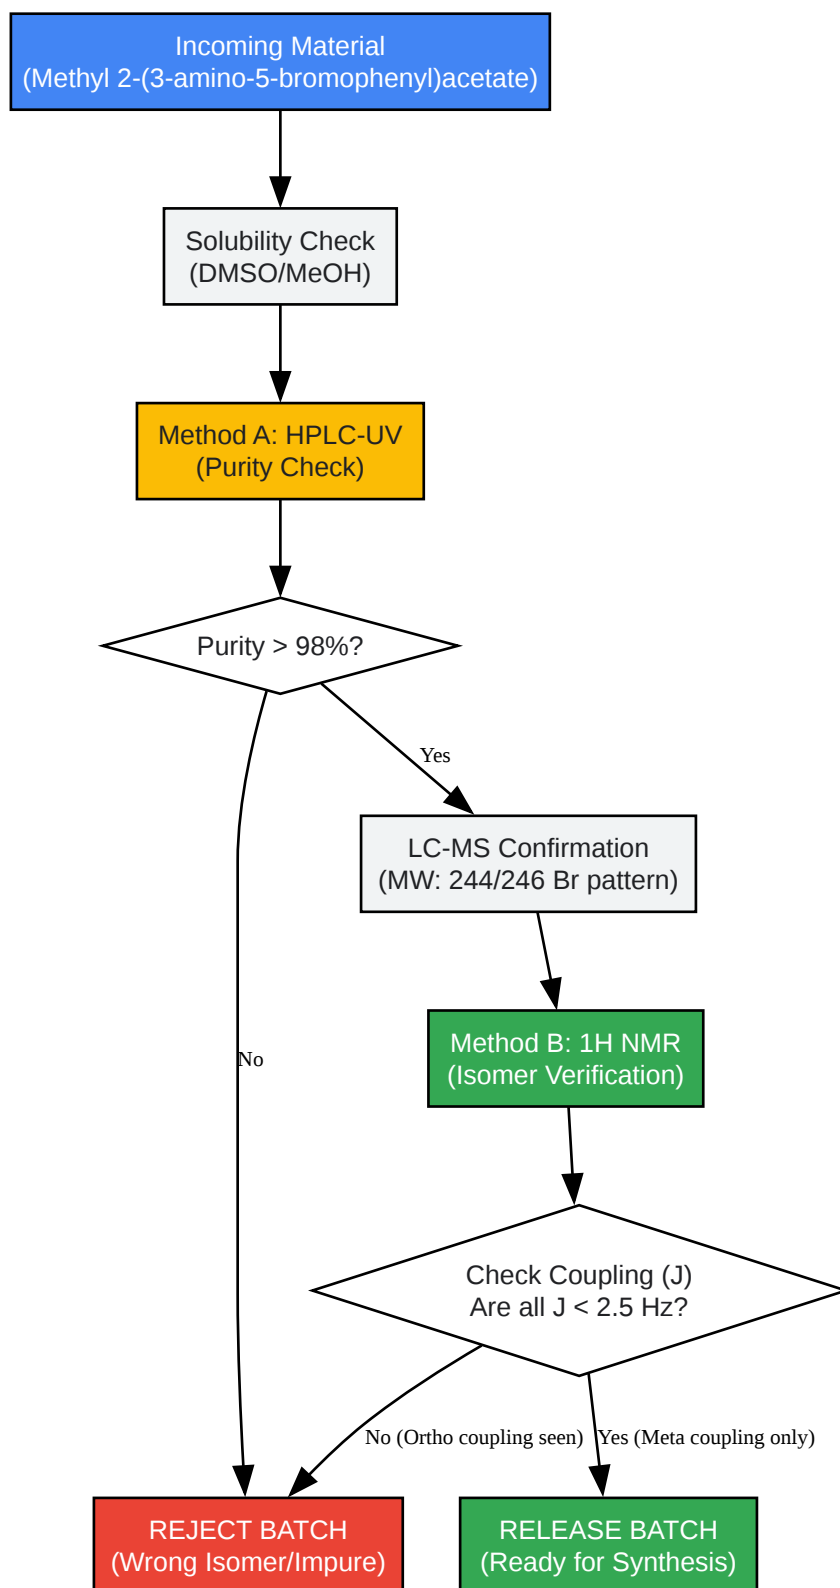 Incoming Material
(Methyl 2-(3-amino-5-bromophenyl)acetate)
Solubility Check
(DMSO/MeOH)
Method A: HPLC-UV
(Purity Check)
Purity > 98%?
Yes
LC-MS Confirmation
(MW: 244/246 Br pattern)
Method B: 1H NMR
(Isomer Verification)
No
Check Coupling (J)
Are all J < 2.5 Hz?
No (Ortho coupling seen)
Yes (Meta coupling only)
REJECT BATCH
(Wrong Isomer/Impure)
RELEASE BATCH
(Ready for Synthesis)